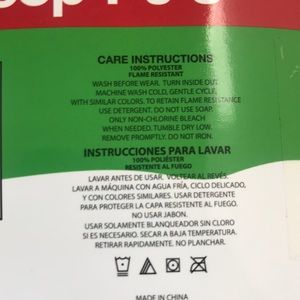 CARE INSTRUCTIONS
100% POLYESTER
FLAME RESISTANT
WASH BEFORE WEAR. TURN INSIDE OUT.
MACHINE WASH COLD, GENTLE CYCLE,
WITH SIMILAR COLORS. TO RETAIN FLAME RESISTANCE
USE DETERGENT. DO NOT USE SOAP.
ONLY NON-CHLORINE BLEACH
WHEN NEEDED. TUMBLE DRY LOW.
REMOVE PROMPTLY. DO NOT IRON.
INSTRUCCIONES PARA LAVAR
100% POLIÉSTER
RESISTENTE AL FUEGO
LAVAR ANTES DE USAR. VOLTEAR AL REVÉS.
LAVAR A MÁQUINA CON AGUA FRÍA, CICLO DELICADO,
Y CON COLORES SIMILARES. USAR DETERGENTE
PARA PROTEGER LA CAPA RESISTENTE AL FUEGO.
NO USAR JABON.
USAR SOLAMENTE BLANQUEADOR SIN CLORO
SI ES NECESARIO. SECAR A BAJA TEMPERATURA.
RETIRAR RAPIDAMENTE. NO PLANCHAR.
MADE IN CHINA